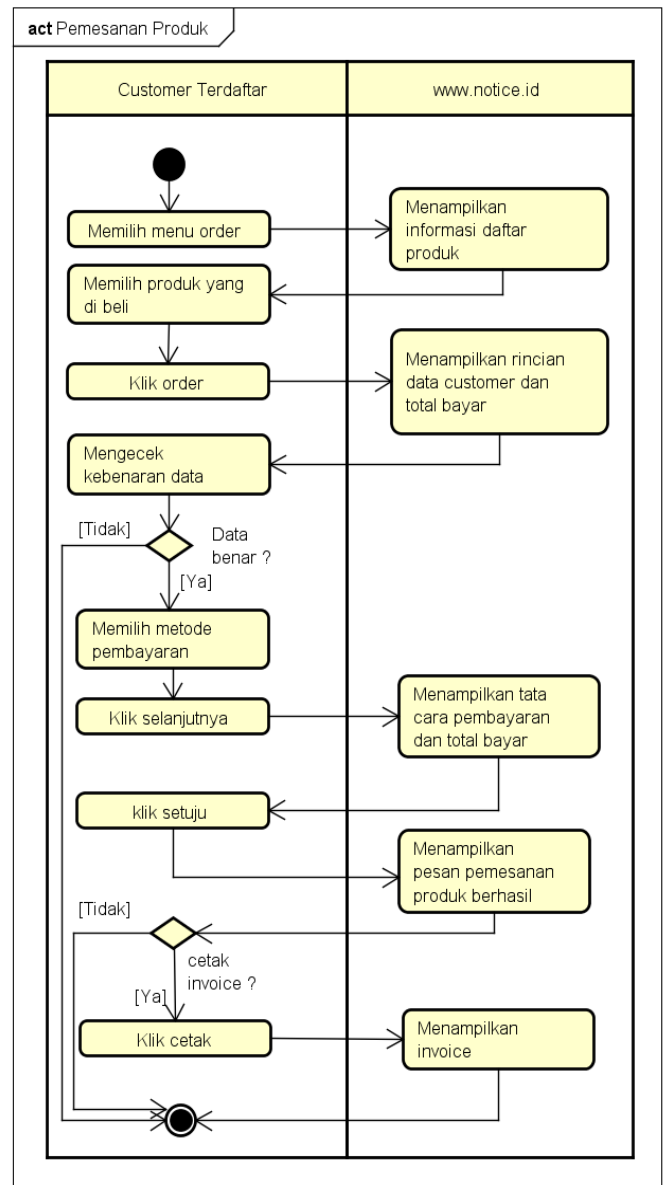 act Pemesanan Produk
Customer Terdaftar
www.notice.id
Memilih menu order
Menampilkan
informasi daftar
produk
Memilih produk yang
di beli
Klik order
Menampilkan rincian
data customer dan
total bayar
Mengecek
kebenaran data
[Tidak]
Data
benar ?
[Ya]
Memilih metode
pembayaran
Klik selanjutnya
Menampilkan tata
cara pembayaran
dan total bayar
klik setuju
Menampilkan
pesan pemesanan
produk berhasil
[Tidak]
cetak
invoice ?
[Ya]
Klik cetak
Menampilkan
invoice